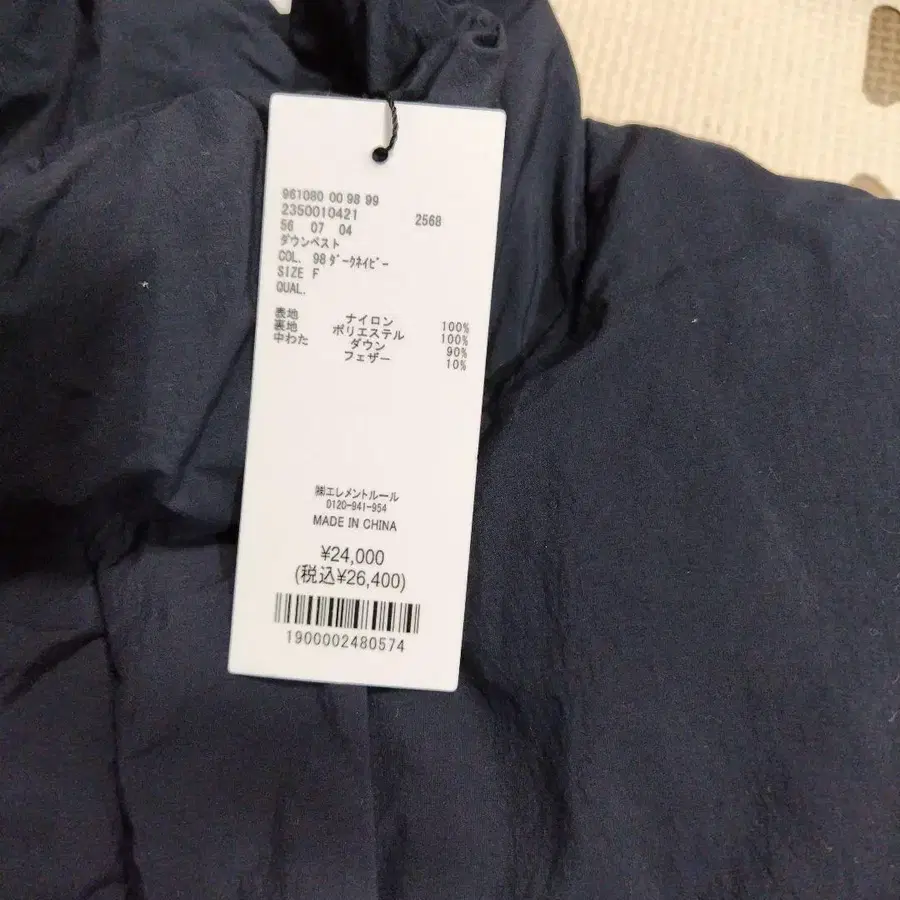 961080 00 98 99
2350010421 2568
56 07 04
ダウンベスト
COL. 98 ﾀﾞｰｸﾈｲﾋﾞｰ
SIZE F
QUAL.
表地 ナイロン 100%
裏地 ポリエステル 100%
中わた ダウン 90%
フェザー 10%
㈱エレメントルール
0120-941-954
MADE IN CHINA
¥24,000
(税込¥26,400)
1900002480574